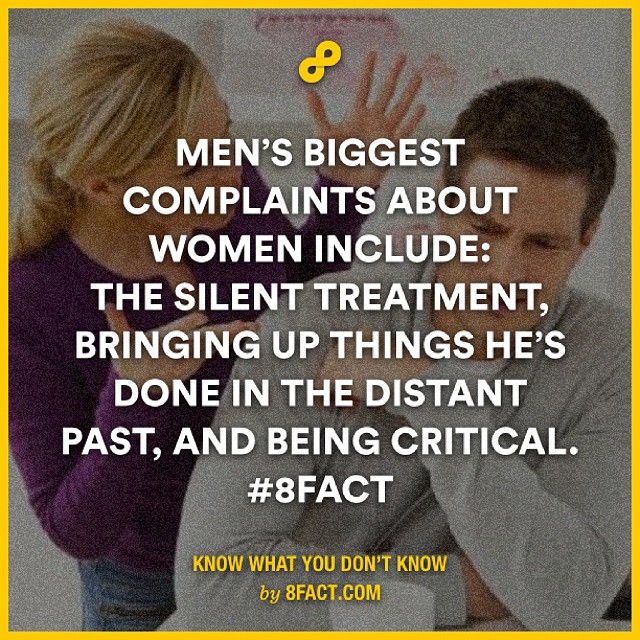 MEN'S BIGGEST
COMPLAINTS ABOUT
WOMEN INCLUDE:
THE SILENT TREATMENT,
BRINGING UP THINGS HE'S
DONE IN THE DISTANT
PAST, AND BEING CRITICAL.
#8FACT
KNOW WHAT YOU DON'T KNOW
by 8FACT.COM